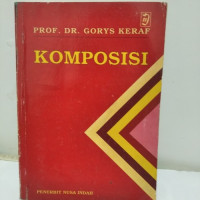 PROF. DR. GORYS KERAF
KOMPOSISI
PENERBIT NUSA INDAH